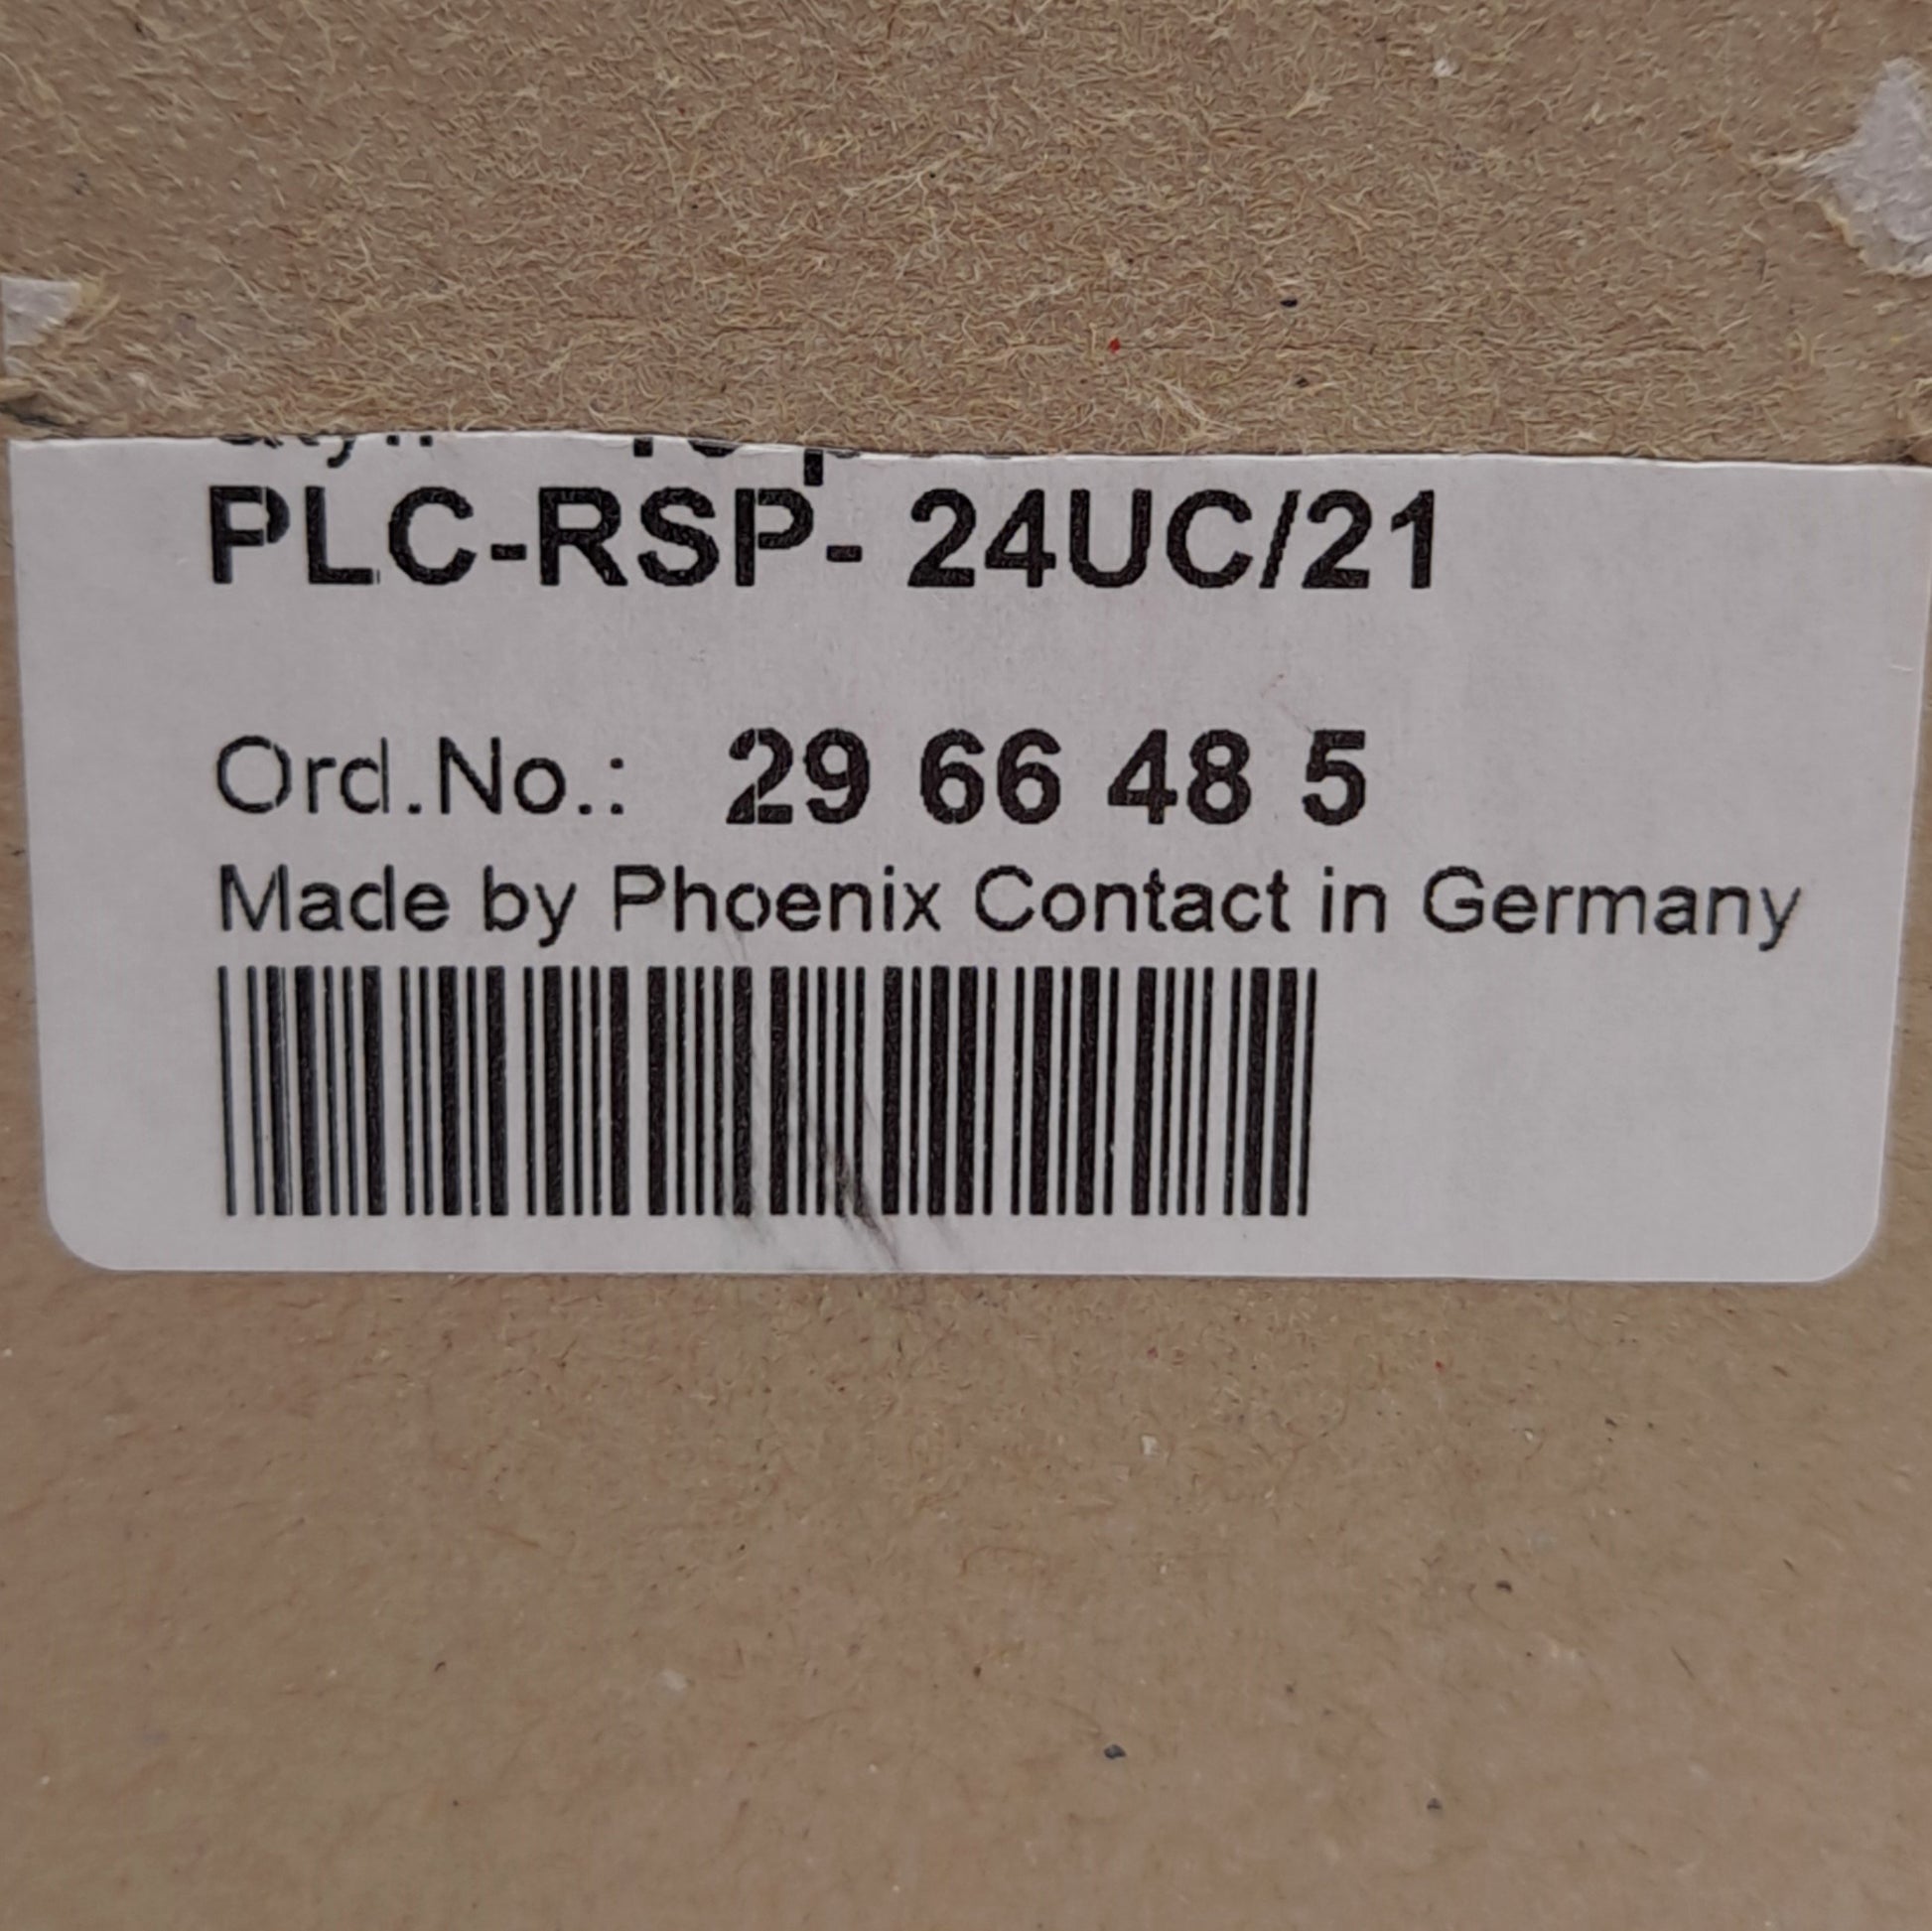 PLC-RSP- 24UC/21
Ord.No.: 29 66 48 5
Made by Phoenix Contact in Germany